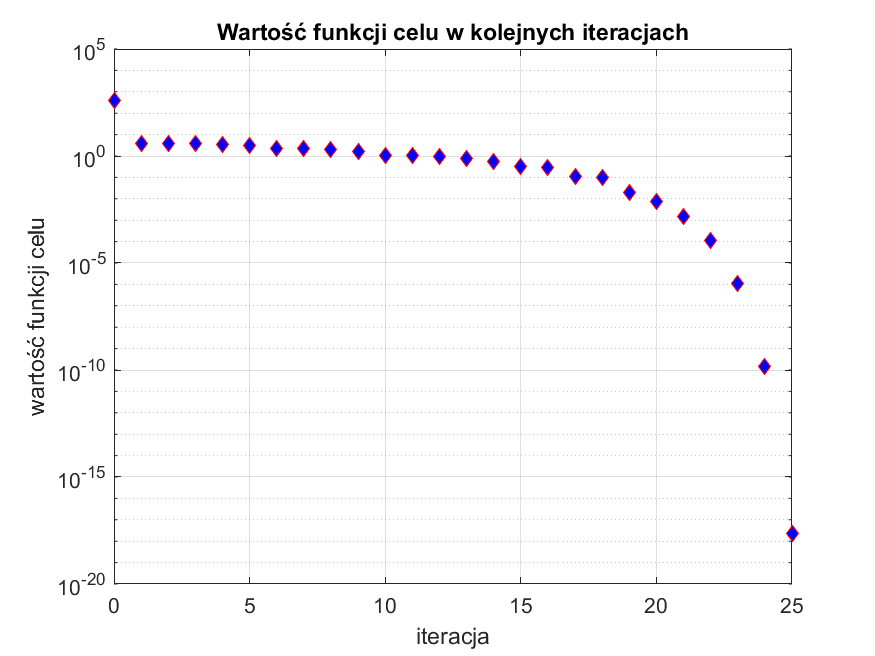 Wartość funkcji celu w kolejnych iteracjach
wartość funkcji celu
10^5
10^0
10^-5
10^-10
10^-15
10^-20
0 5 10 15 20 25
iteracja